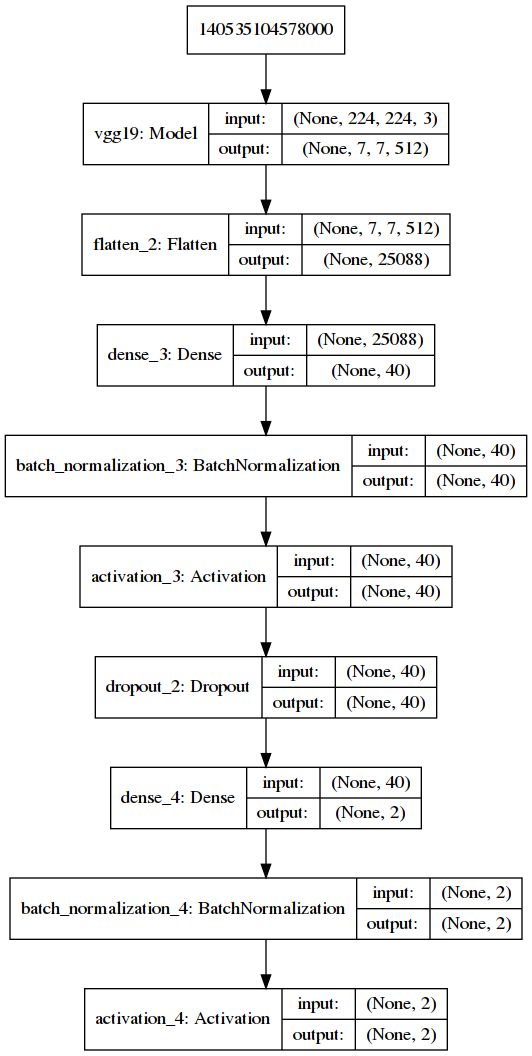 140535104578000
vgg19: Model
input:
(None, 224, 224, 3)
output:
(None, 7, 7, 512)
flatten_2: Flatten
input:
(None, 7, 7, 512)
output:
(None, 25088)
dense_3: Dense
input:
(None, 25088)
output:
(None, 40)
batch_normalization_3: BatchNormalization
input:
(None, 40)
output:
(None, 40)
activation_3: Activation
input:
(None, 40)
output:
(None, 40)
dropout_2: Dropout
input:
(None, 40)
output:
(None, 40)
dense_4: Dense
input:
(None, 40)
output:
(None, 2)
batch_normalization_4: BatchNormalization
input:
(None, 2)
output:
(None, 2)
activation_4: Activation
input:
(None, 2)
output:
(None, 2)